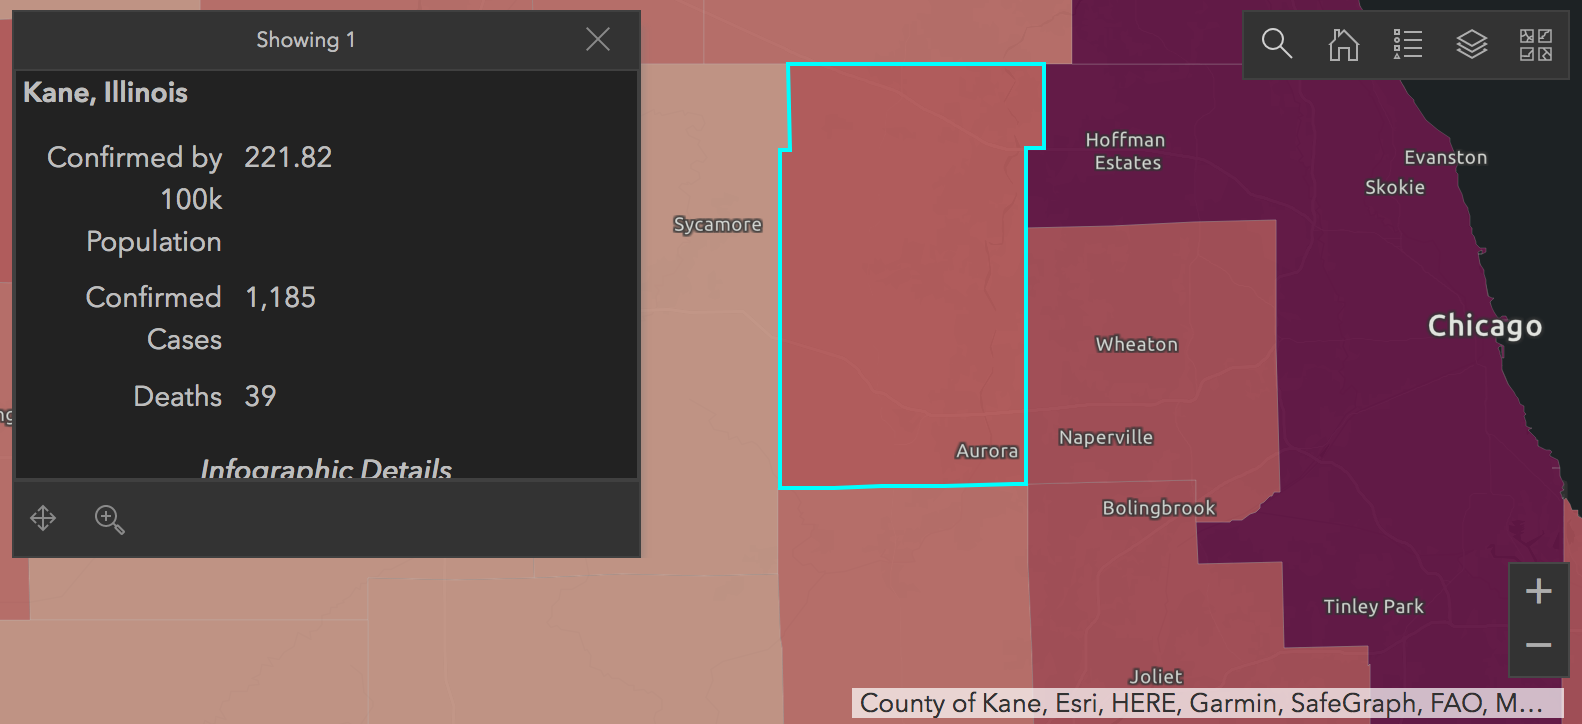 Showing 1
Kane, Illinois
Confirmed by 221.82
100k
Population
Confirmed 1,185
Cases
Deaths 39
Infographic Details
Hoffman
Estates
Evanston
Skokie
Sycamore
Chicago
Wheaton
Naperville
Aurora
Bolingbrook
Tinley Park
Joliet
+
−
County of Kane, Esri, HERE, Garmin, SafeGraph, FAO, M...